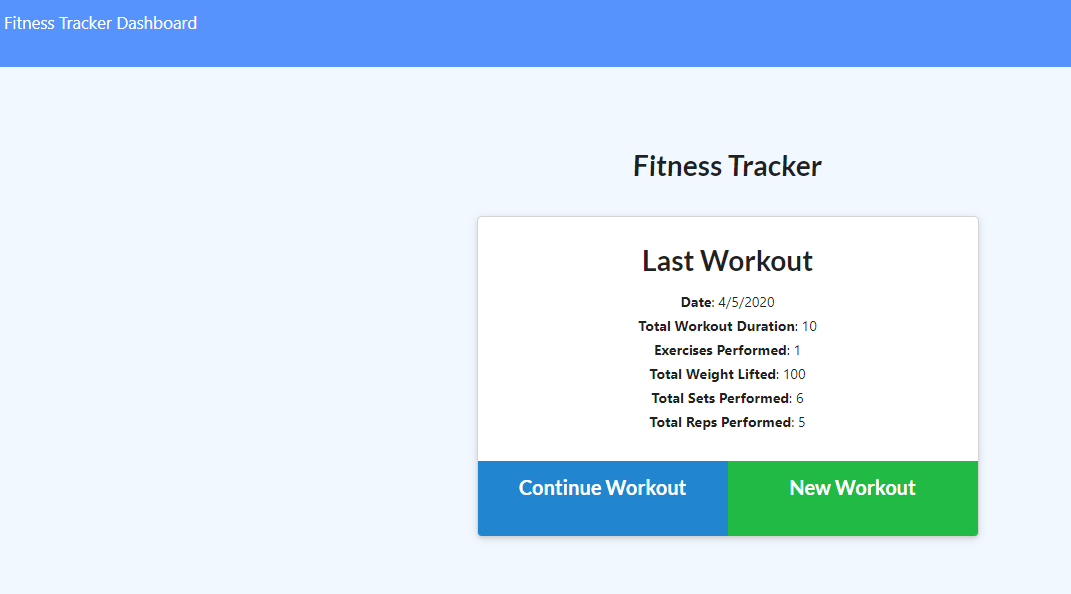 Fitness Tracker Dashboard
Fitness Tracker
Last Workout
Date: 4/5/2020
Total Workout Duration: 10
Exercises Performed: 1
Total Weight Lifted: 100
Total Sets Performed: 6
Total Reps Performed: 5
Continue Workout New Workout